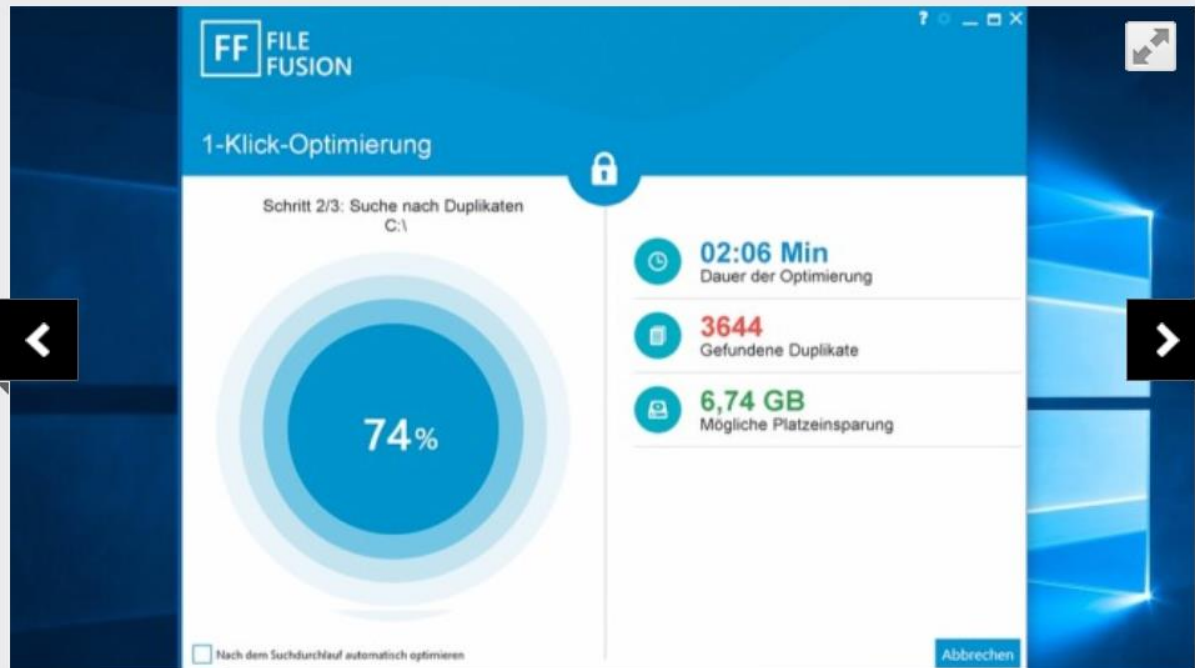 FF FILE
FUSION
?
1-Klick-Optimierung
Schritt 2/3: Suche nach Duplikaten
C:\
74%
02:06 Min
Dauer der Optimierung
3644
Gefundene Duplikate
6,74 GB
Mögliche Platzeinsparung
Nach dem Suchdurchlauf automatisch optimieren
Abbrechen